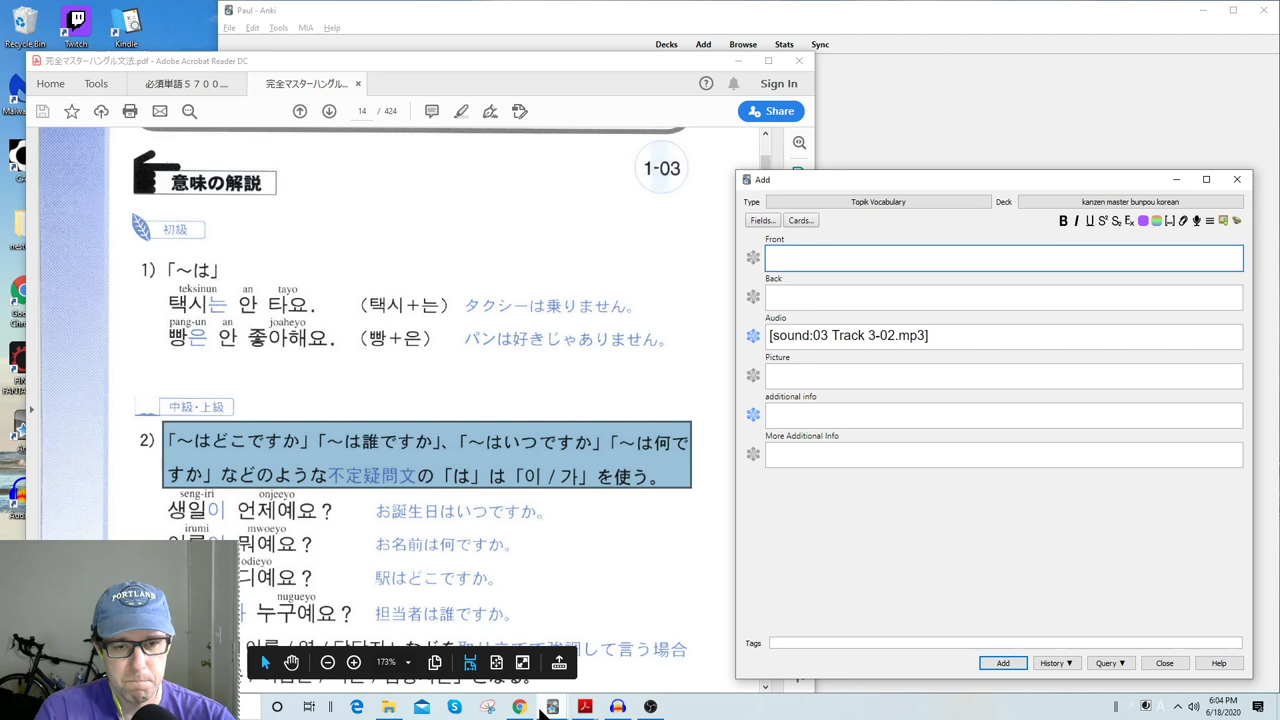 Recycle Bin
Twitch
Kindle
Paul - Anki
File Edit Tools MIA Help
Decks Add Browse Stats Sync
完全マスターハングル文法.pdf - Adobe Acrobat Reader DC
Home Tools 必須単語５７００... 完全マスターハングル... × Sign In
14 / 424 Share
意味の解説
1-03
初級
1)「～は」
teksinun an tayo
택시는 안 타요. (택시+는) タクシーは乗りません。
pang-un an joaheyo
빵은 안 좋아해요. (빵+은) パンは好きじゃありません。
中級・上級
2)「～はどこですか」「～は誰ですか」、「～はいつですか」「～は何で
すか」などのような不定疑問文の「は」は「이 / 가」を使う。
seng-iri onjeeyo
생일이 언제예요? お誕生日はいつですか。
irumi mwoeyo
뭐예요? お名前は何ですか。
odieyo
디예요? 駅はどこですか。
nugueyo
누구예요? 担当者は誰ですか。
して言う場合
173%
PORTLAND
Add
Type Topik Vocabulary Deck kanzen master bunpou korean
Fields... Cards...
Front
Back
Audio
[sound:03 Track 3-02.mp3]
Picture
additional info
More Additional Info
Tags
Add History ▼ Query ▼ Close Help
6:04 PM
6/18/2020